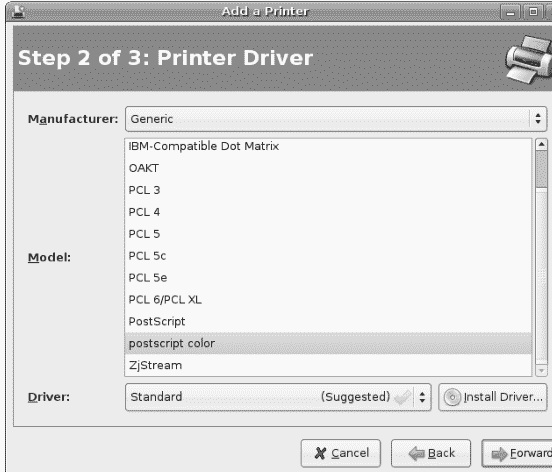 Add a Printer
Step 2 of 3: Printer Driver
Manufacturer: Generic
IBM-Compatible Dot Matrix
OAKT
PCL 3
PCL 4
PCL 5
PCL 5c
PCL 5e
PCL 6/PCL XL
PostScript
postscript color
ZjStream
Model:
Driver: Standard (Suggested) Install Driver...
Cancel Back Forward